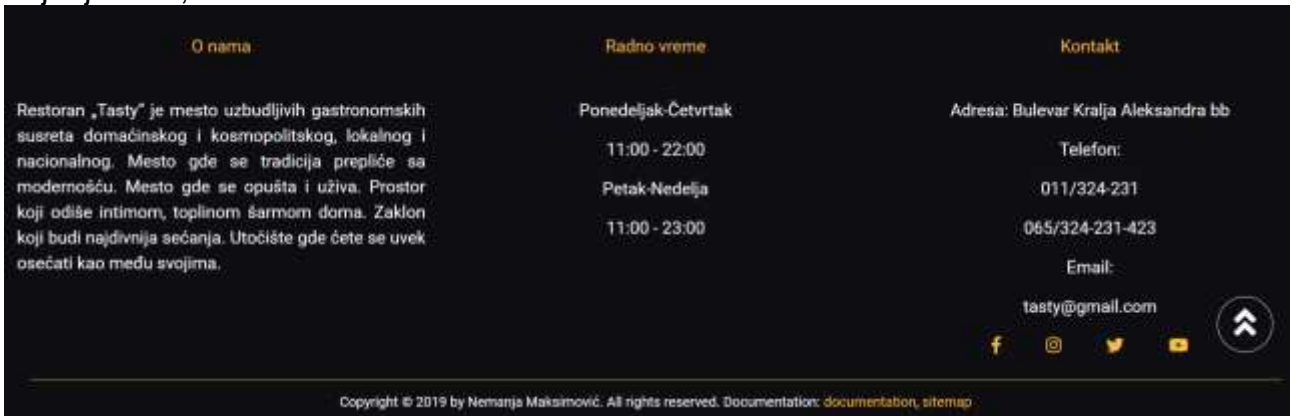 O nama
Restoran „Tasty“ je mesto uzbudljivih gastronomskih
susreta domaćinskog i kosmopolitskog, lokalnog i
nacionalnog. Mesto gde se tradicija prepliće sa
modernošću. Mesto gde se opušta i uživa. Prostor
koji odiše intimom, toplinom šarmom doma. Zaklon
koji budi najdivnija sećanja. Utočište gde ćete se uvek
osećati kao među svojima.
Radno vreme
Ponedeljak-Četvrtak
11:00 - 22:00
Petak-Nedelja
11:00 - 23:00
Kontakt
Adresa: Bulevar Kralja Aleksandra bb
Telefon:
011/324-231
065/324-231-423
Email:
tasty@gmail.com
Copyright © 2019 by Nemanja Maksimović. All rights reserved. Documentation: documentation, sitemap